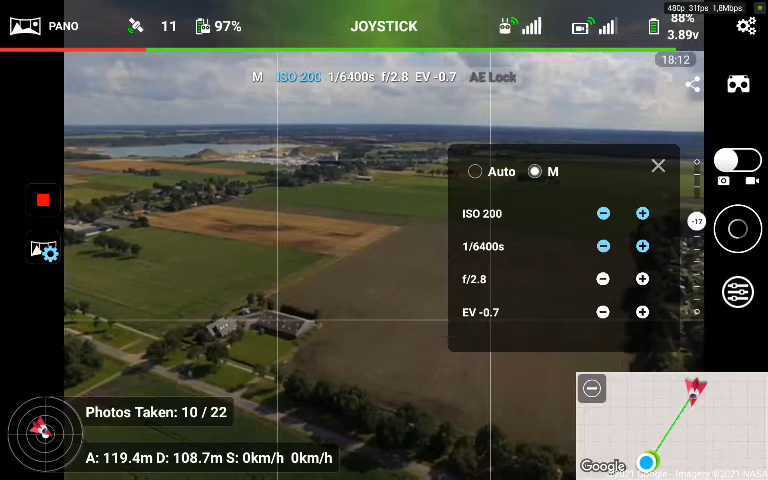 480p 31fps 1,8Mbps
PANO
11
97%
JOYSTICK
88%
3.89v
18:12
M ISO 200 1/6400s f/2.8 EV -0.7 AE Lock
Auto
M
ISO 200
1/6400s
f/2.8
EV -0.7
-17
Photos Taken: 10 / 22
A: 119.4m D: 108.7m S: 0km/h 0km/h
Google
©2021 Google - Imagery ©2021 NASA